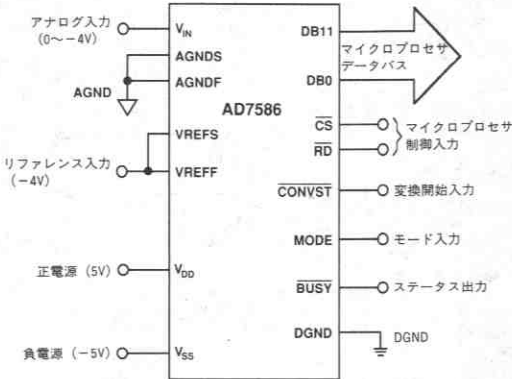 アナログ入力
(0〜−4V)
VIN
AGNDS
AGNDF
AGND
AD7586
VREFS
リファレンス入力
(−4V)
VREFF
正電源 (5V)
VDD
負電源 (−5V)
VSS
DB11
マイクロプロセサ
データバス
DB0
CS
マイクロプロセサ
制御入力
RD
CONVST
変換開始入力
MODE
モード入力
BUSY
ステータス出力
DGND
DGND